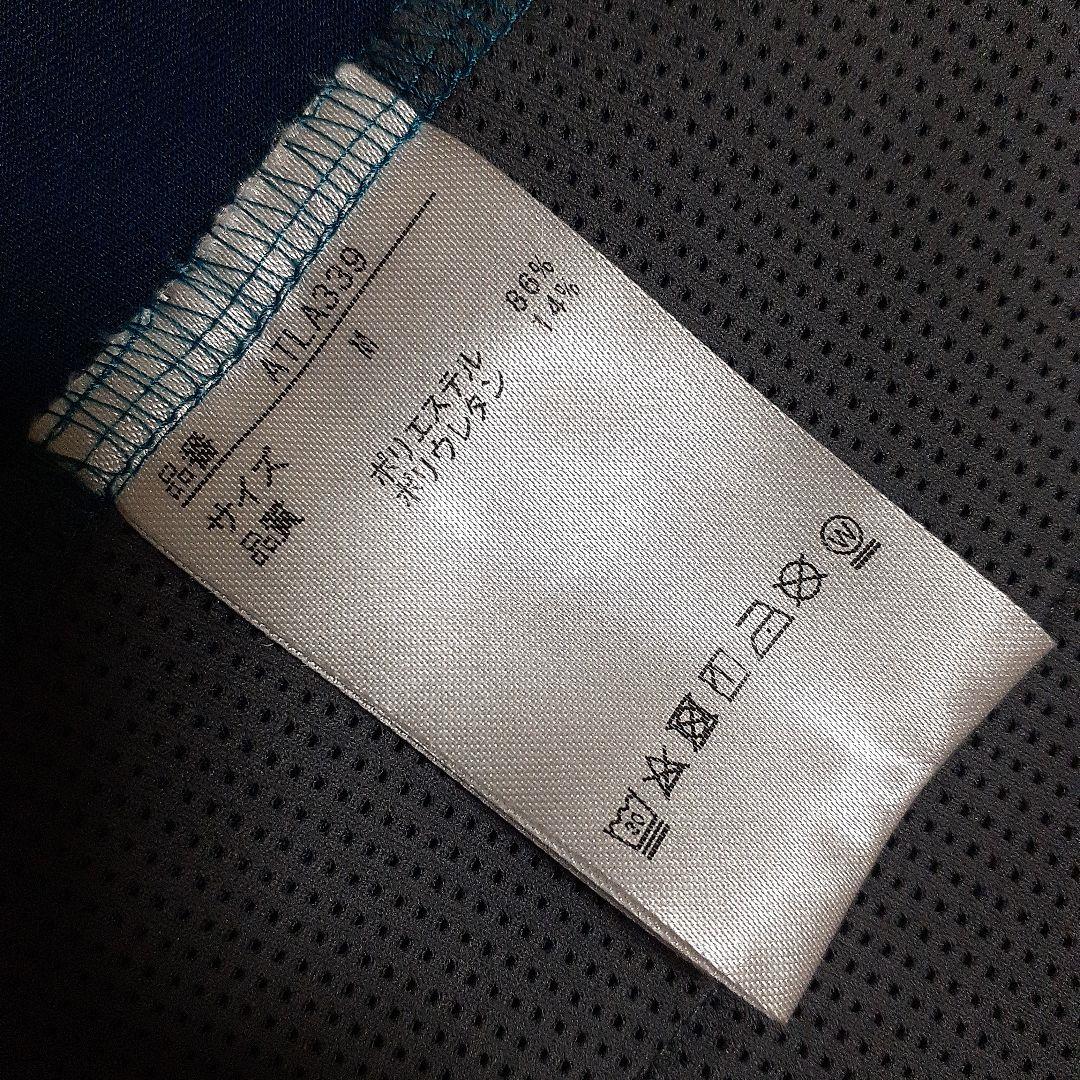 品番 ATLA339
サイズ M
品質
ポリエステル 86%
ポリウレタン 14%
30
W